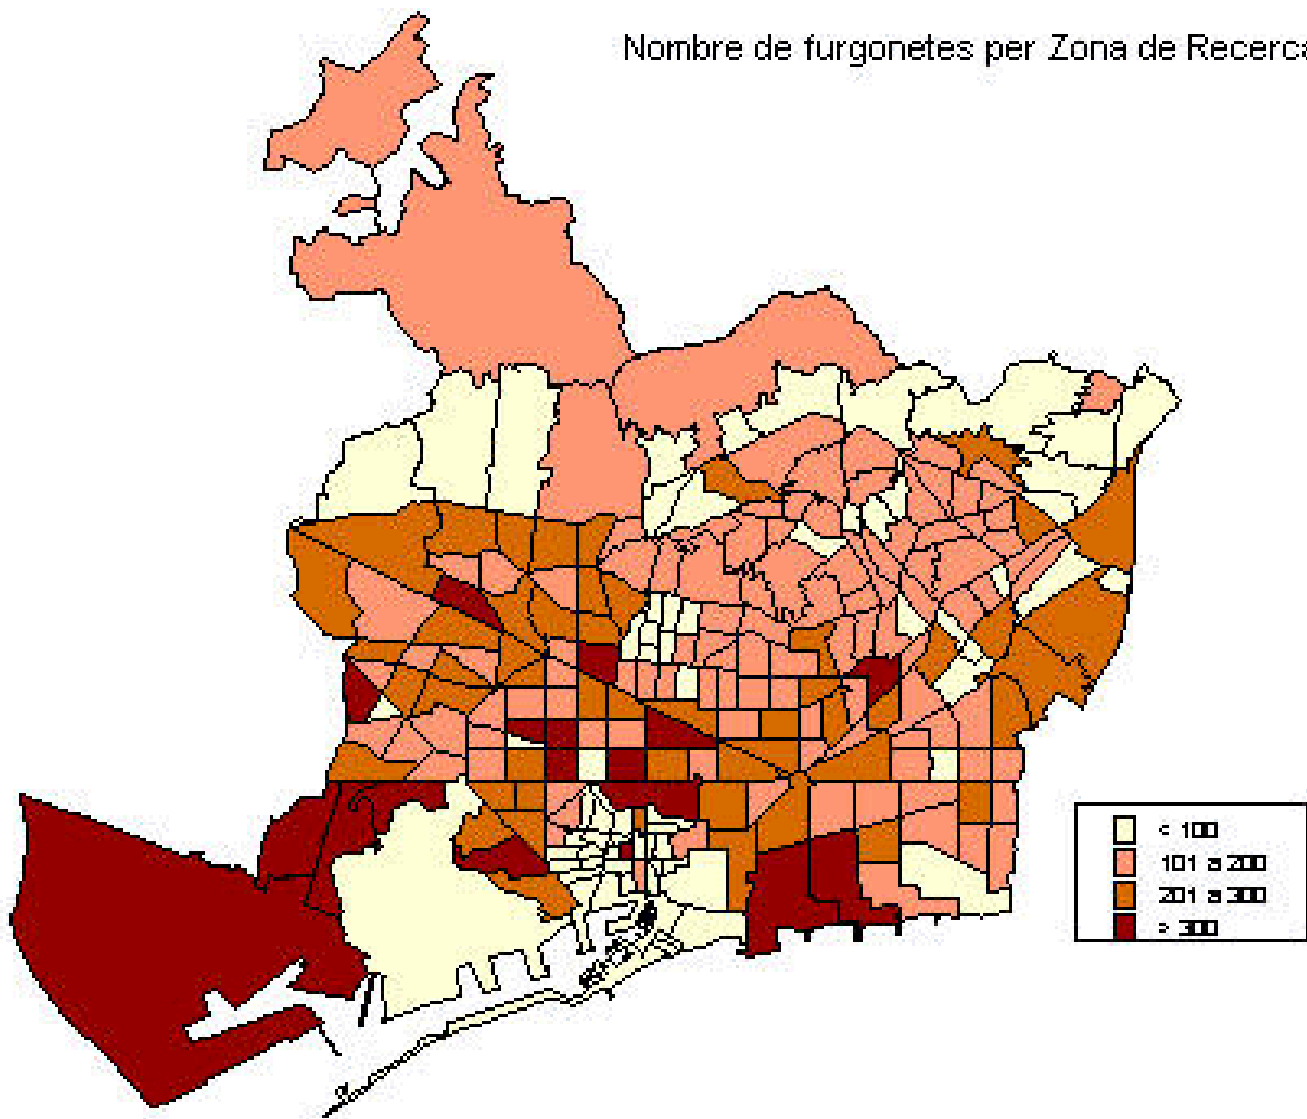 Nombre de furgonetes per Zona de Recerca
< 100
101 a 200
201 a 300
> 300